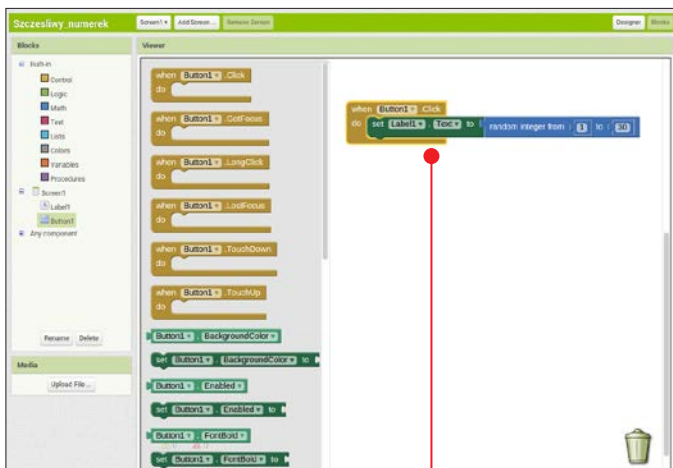 Szczesliwy_numerek
Screen1 Add Screen ... Remove Screen
Designer Blocks
Blocks
Viewer
Built-in
Control
Logic
Math
Text
Lists
Colors
Variables
Procedures
Screen1
Label1
Button1
Any component
Rename Delete
Media
Upload File ...
when Button1 .Click
do
when Button1 .GotFocus
do
when Button1 .LongClick
do
when Button1 .LostFocus
do
when Button1 .TouchDown
do
when Button1 .TouchUp
do
Button1 . BackgroundColor
set Button1 . BackgroundColor to
Button1 . Enabled
set Button1 . Enabled to
Button1 . FontBold
set Button1 . FontBold to
when Button1 .Click
do set Label1 . Text to random integer from 1 to 30